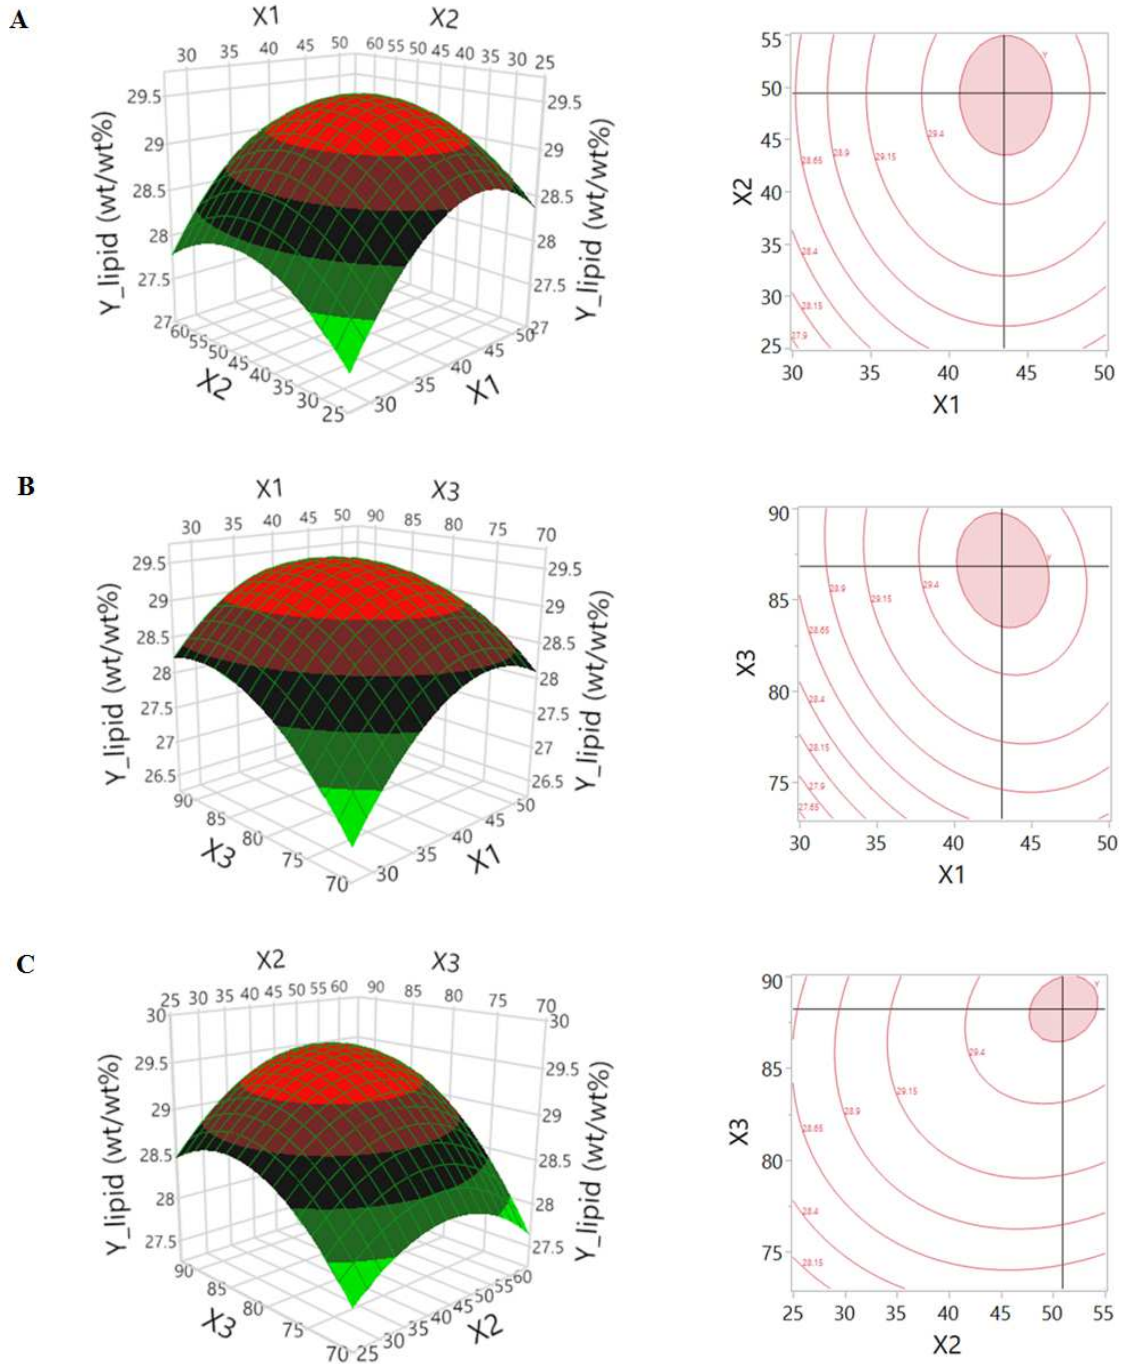 A
X1 X2
30 35 40 45 50 60 55 50 45 40 35 30 25
29.5
29
28.5
28
27.5
27
Y_lipid (wt/wt%)
29.5
29
28.5
28
27.5
27
Y_lipid (wt/wt%)
60 55 50 45 40 35 30 25
X2
30 35 40 45 50
X1
55
50
45
40
35
30
25
X2
Y
29.4
29.15
28.9
28.65
28.4
28.15
27.9
30 35 40 45 50
X1
B
X1 X3
30 35 40 45 50 90 85 80 75 70
29.5
29
28.5
28
27.5
27
26.5
Y_lipid (wt/wt%)
29.5
29
28.5
28
27.5
27
26.5
Y_lipid (wt/wt%)
90 85 80 75 70
X3
30 35 40 45 50
X1
90
85
80
75
X3
Y
29.4
29.15
28.9
28.65
28.4
28.15
27.9
27.65
30 35 40 45 50
X1
C
X2 X3
25 30 35 40 45 50 55 60 90 85 80 75 70
30
29.5
29
28.5
28
27.5
Y_lipid (wt/wt%)
30
29.5
29
28.5
28
27.5
Y_lipid (wt/wt%)
90 85 80 75 70
X3
25 30 35 40 45 50 55 60
X2
90
85
80
75
X3
Y
29.4
29.15
28.9
28.65
28.4
28.15
25 30 35 40 45 50 55
X2